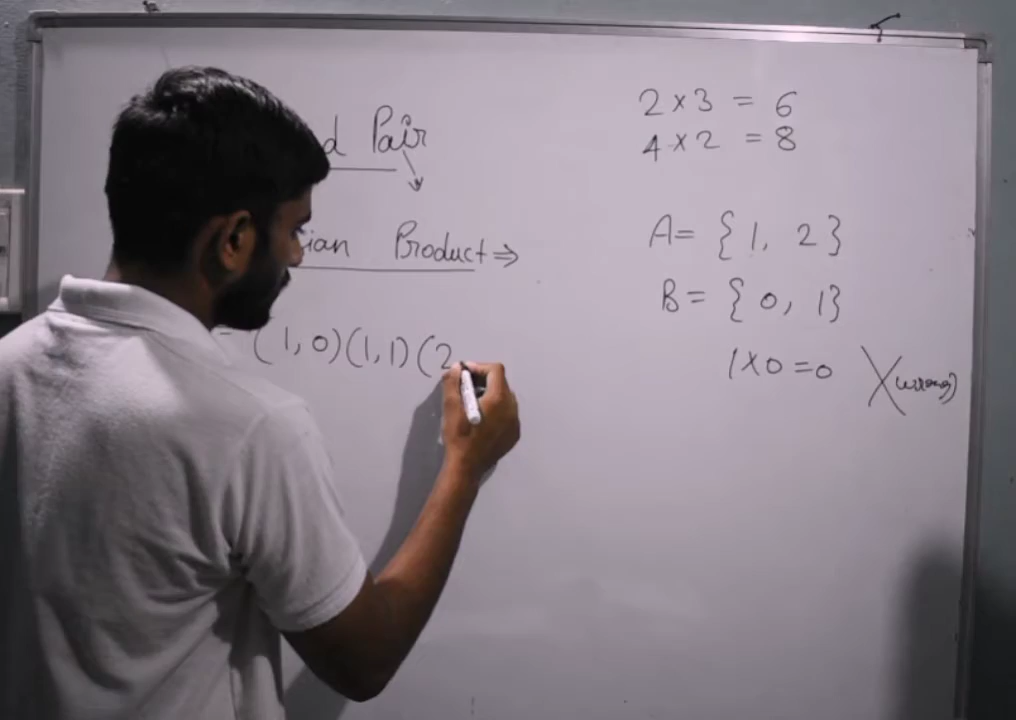 d Pair
ian Product ⇒
= (1, 0) (1, 1) (2
2 × 3 = 6
4 × 2 = 8
A = { 1, 2 }
B = { 0, 1 }
1 × 0 = 0 ╳ (wrong)